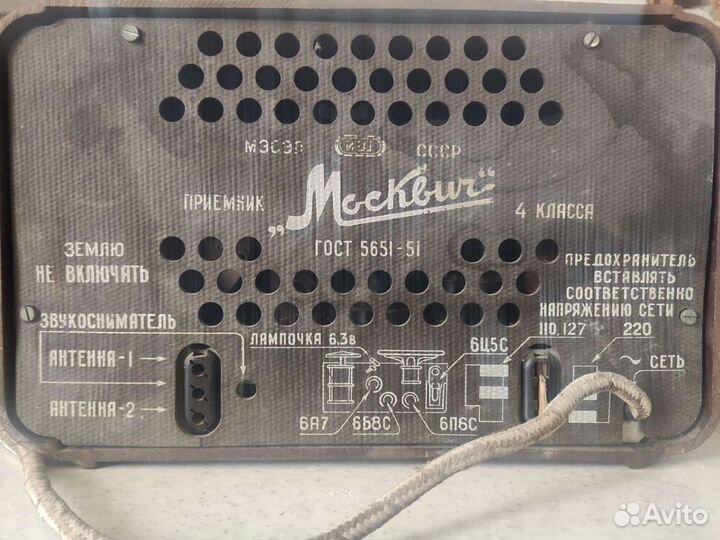 МЭСЭП СССР
ПРИЕМНИК „Москвич“ 4 КЛАССА
ГОСТ 5651-51
ЗЕМЛЮ
НЕ ВКЛЮЧАТЬ
ПРЕДОХРАНИТЕЛЬ
ВСТАВЛЯТЬ
СООТВЕТСТВЕННО
НАПРЯЖЕНИЮ СЕТИ
110, 127 220
ЗВУКОСНИМАТЕЛЬ
ЛАМПОЧКА 6,3в
6Ц5С
АНТЕННА-1
~ СЕТЬ
АНТЕННА-2
6А7 6Б8С 6П6С
Avito